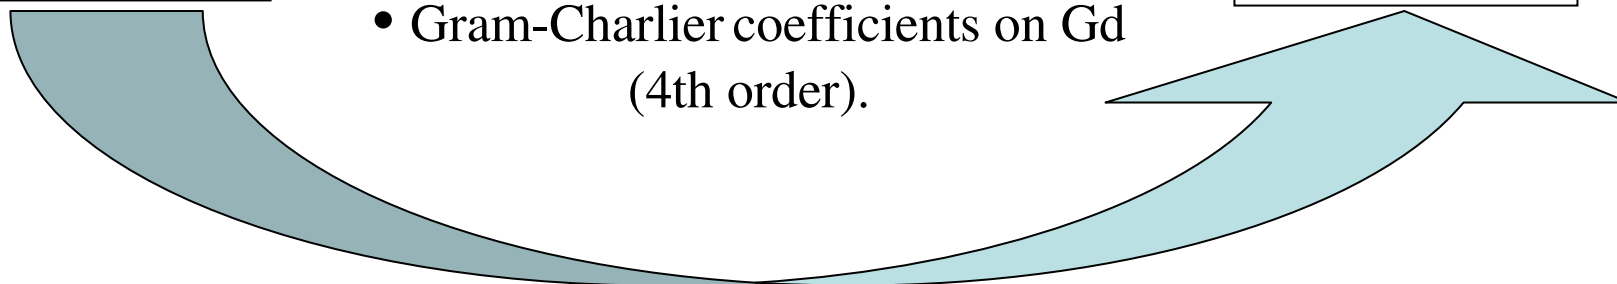 • Gram-Charlier coefficients on Gd
(4th order).